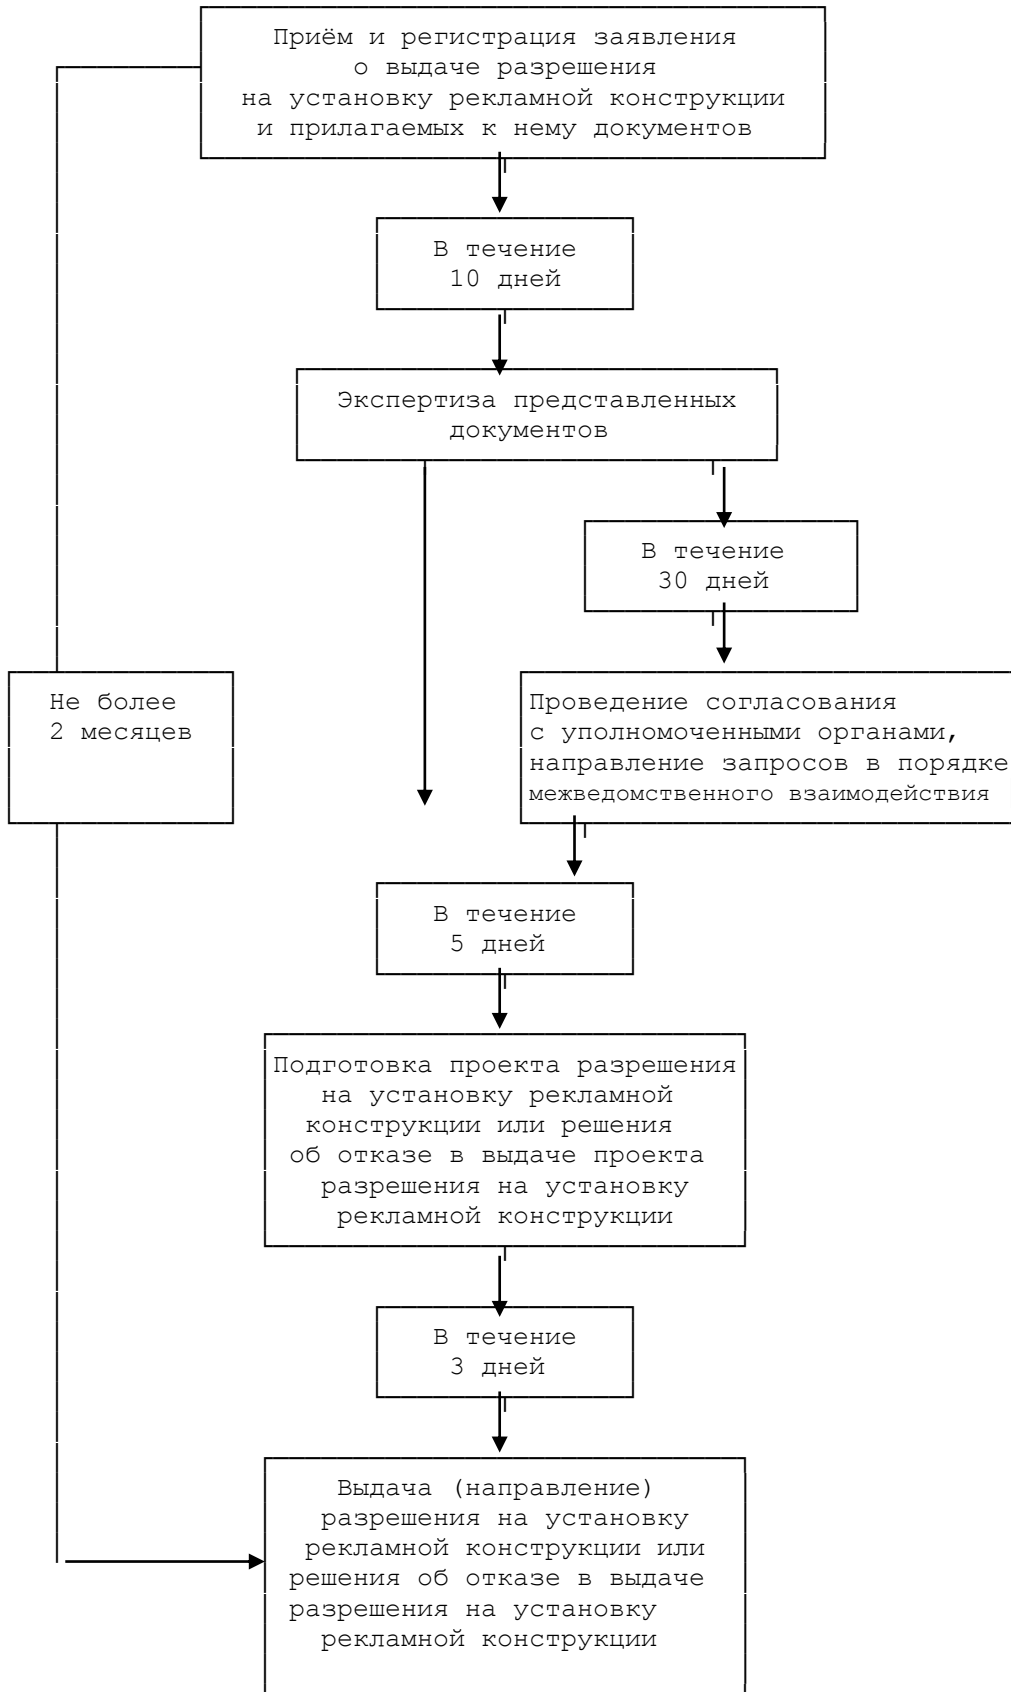 Приём и регистрация заявления
о выдаче разрешения
на установку рекламной конструкции
и прилагаемых к нему документов
В течение
10 дней
Экспертиза представленных
документов
В течение
30 дней
Не более
2 месяцев
Проведение согласования
с уполномоченными органами,
направление запросов в порядке
межведомственного взаимодействия
В течение
5 дней
Подготовка проекта разрешения
на установку рекламной
конструкции или решения
об отказе в выдаче проекта
разрешения на установку
рекламной конструкции
В течение
3 дней
Выдача (направление)
разрешения на установку
рекламной конструкции или
решения об отказе в выдаче
разрешения на установку
рекламной конструкции